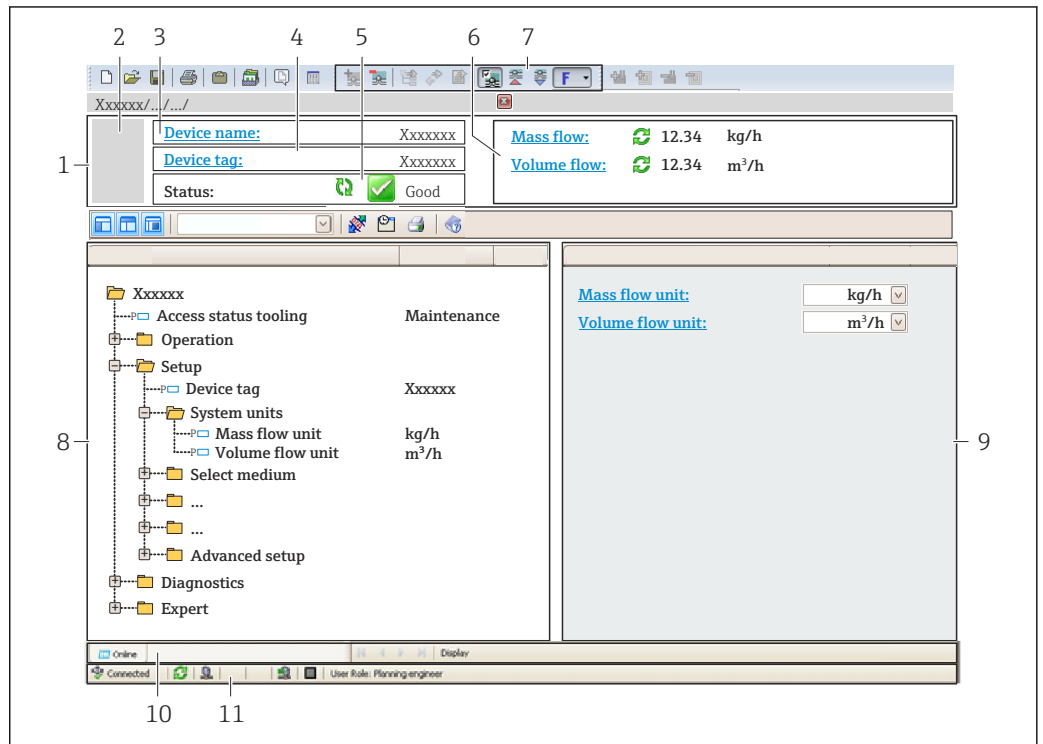 2 3 4 5 6 7
F
Xxxxxx/.../.../
Device name: Xxxxxxx
Device tag: Xxxxxxx
Status: Good
Mass flow: 12.34 kg/h
Volume flow: 12.34 m³/h
1
Xxxxxx
P Access status tooling Maintenance
Operation
Setup
P Device tag Xxxxxx
System units
P Mass flow unit kg/h
P Volume flow unit m³/h
Select medium
...
...
Advanced setup
Diagnostics
Expert
Mass flow unit: kg/h
Volume flow unit: m³/h
8
9
Online Display
Connected User Role: Planning engineer
10 11